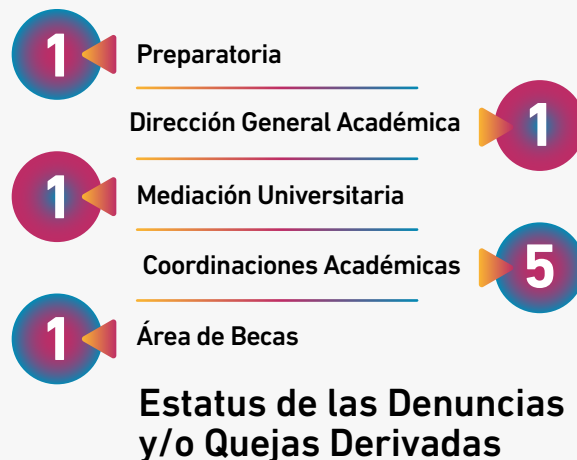 1 Preparatoria
Dirección General Académica 1
1 Mediación Universitaria
Coordinaciones Académicas 5
1 Área de Becas
Estatus de las Denuncias
y/o Quejas Derivadas